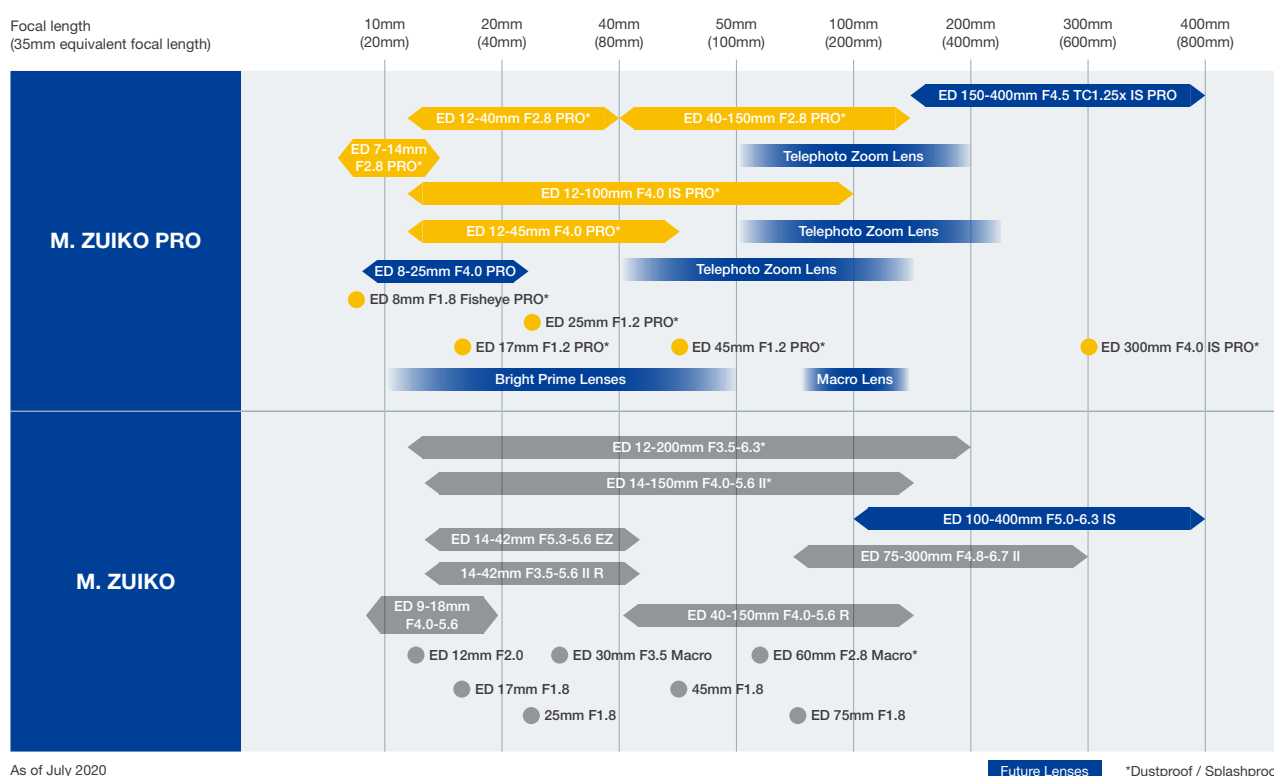 Focal length
(35mm equivalent focal length)
10mm
(20mm)
20mm
(40mm)
40mm
(80mm)
50mm
(100mm)
100mm
(200mm)
200mm
(400mm)
300mm
(600mm)
400mm
(800mm)
M. ZUIKO PRO
ED 150-400mm F4.5 TC1.25x IS PRO
ED 12-40mm F2.8 PRO*
ED 40-150mm F2.8 PRO*
ED 7-14mm
F2.8 PRO*
Telephoto Zoom Lens
ED 12-100mm F4.0 IS PRO*
ED 12-45mm F4.0 PRO*
Telephoto Zoom Lens
ED 8-25mm F4.0 PRO
Telephoto Zoom Lens
ED 8mm F1.8 Fisheye PRO*
ED 25mm F1.2 PRO*
ED 17mm F1.2 PRO*
ED 45mm F1.2 PRO*
ED 300mm F4.0 IS PRO*
Bright Prime Lenses
Macro Lens
M. ZUIKO
ED 12-200mm F3.5-6.3*
ED 14-150mm F4.0-5.6 II*
ED 100-400mm F5.0-6.3 IS
ED 14-42mm F5.3-5.6 EZ
ED 75-300mm F4.8-6.7 II
14-42mm F3.5-5.6 II R
ED 9-18mm
F4.0-5.6
ED 40-150mm F4.0-5.6 R
ED 12mm F2.0
ED 30mm F3.5 Macro
ED 60mm F2.8 Macro*
ED 17mm F1.8
45mm F1.8
25mm F1.8
ED 75mm F1.8
As of July 2020
Future Lenses
*Dustproof / Splashproo